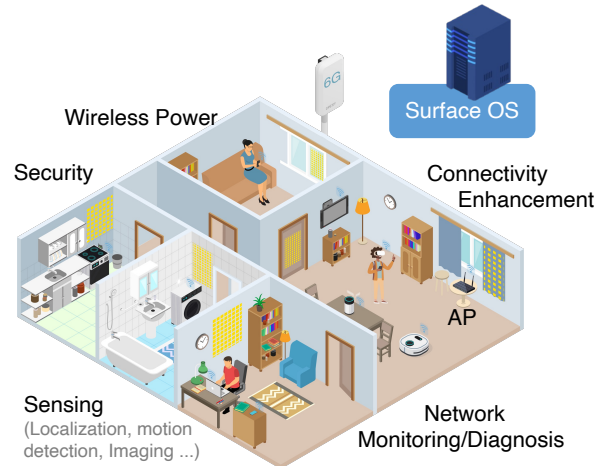 6G
Surface OS
Wireless Power
Security
Connectivity
Enhancement
AP
Sensing
(Localization, motion
detection, Imaging ...)
Network
Monitoring/Diagnosis